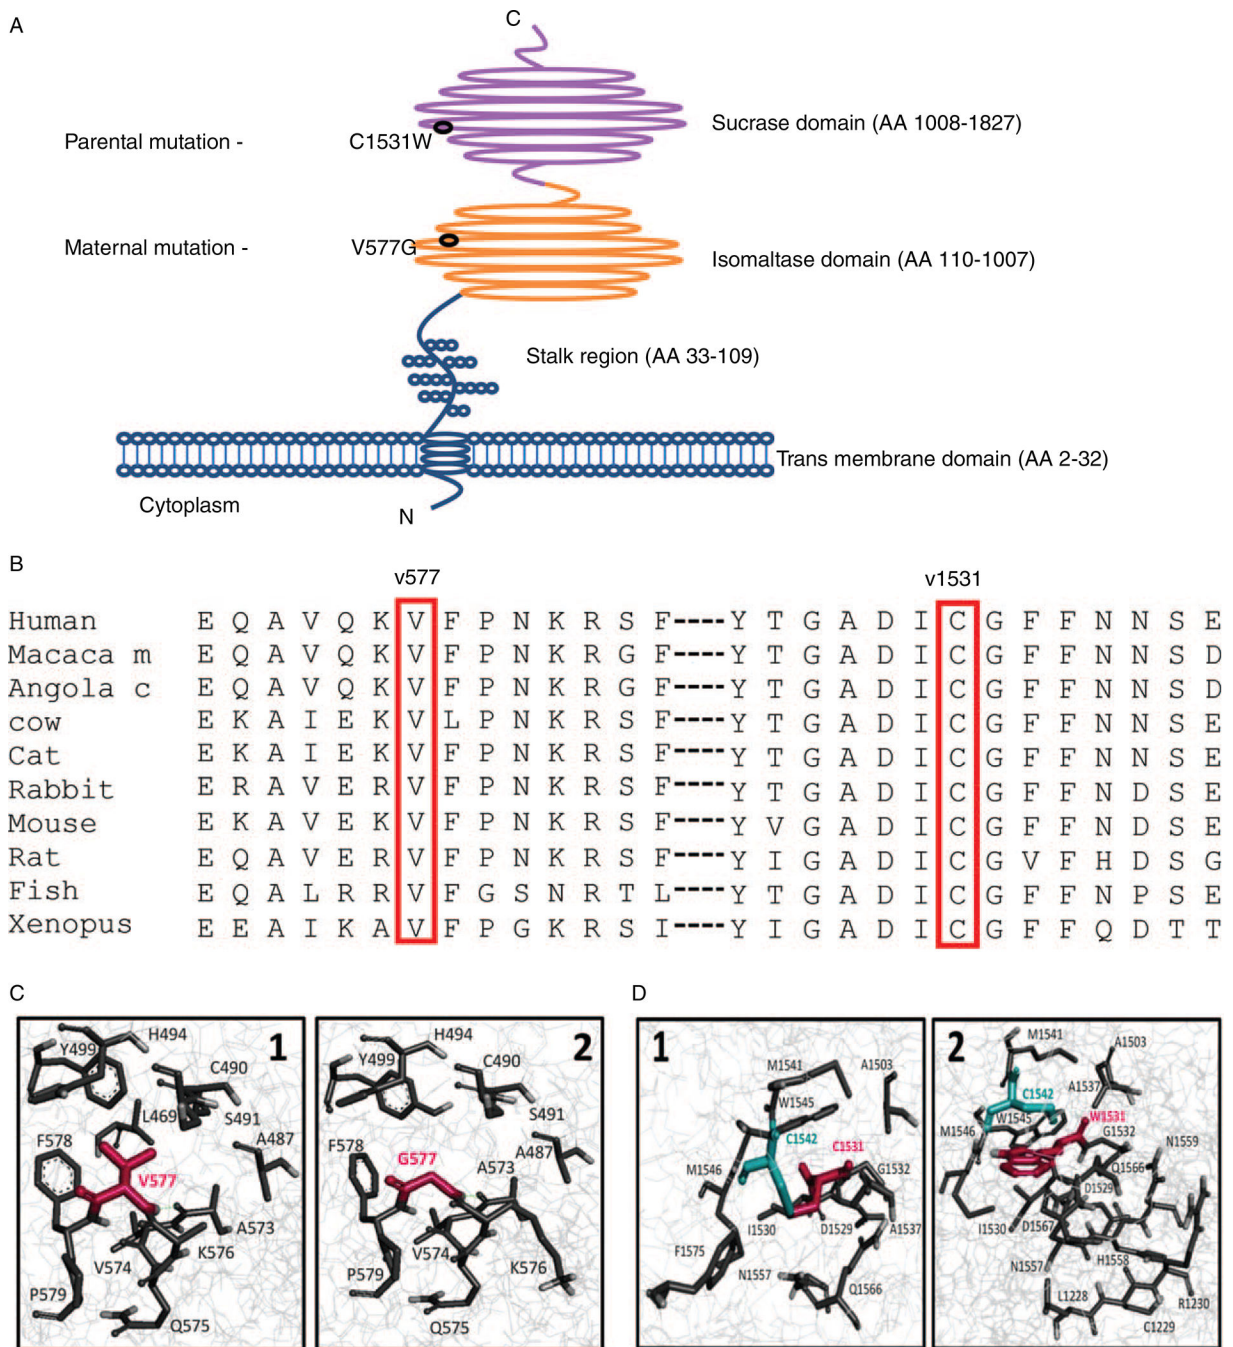 A
C
Parental mutation -
C1531W
Sucrase domain (AA 1008-1827)
Maternal mutation -
V577G
Isomaltase domain (AA 110-1007)
Stalk region (AA 33-109)
Trans membrane domain (AA 2-32)
Cytoplasm
N
B
v577
v1531
Human E Q A V Q K V F P N K R S F ---- Y T G A D I C G F F N N S E
Macaca m E Q A V Q K V F P N K R G F ---- Y T G A D I C G F F N N S D
Angola c E Q A V Q K V F P N K R G F ---- Y T G A D I C G F F N N S D
cow E K A I E K V L P N K R S F ---- Y T G A D I C G F F N N S E
Cat E K A I E K V F P N K R S F ---- Y T G A D I C G F F N N S E
Rabbit E R A V E R V F P N K R S F ---- Y T G A D I C G F F N D S E
Mouse E K A V E K V F P N K R S F ---- Y V G A D I C G F F N D S E
Rat E Q A V E R V F P N K R S F ---- Y I G A D I C G V F H D S G
Fish E Q A L R R V F G S N R T L ---- Y T G A D I C G F F N P S E
Xenopus E E A I K A V F P G K R S I ---- Y I G A D I C G F F Q D T T
C
1
H494
Y499
C490
S491
L469
A487
F578
V577
A573
K576
V574
P579
Q575
2
H494
Y499
C490
S491
A487
F578
G577
A573
V574
K576
P579
Q575
D
1
M1541
A1503
W1545
C1542
C1531
M1546
G1532
I1530
D1529
A1537
F1575
N1557
Q1566
2
M1541
A1503
A1537
C1542
W1545
W1531
M1546
G1532
N1559
Q1566
D1529
I1530
D1567
N1557
H1558
L1228
R1230
C1229